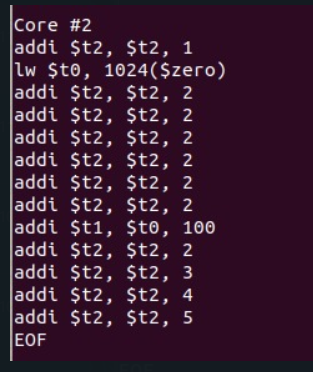 Core #2
addi $t2, $t2, 1
lw $t0, 1024($zero)
addi $t2, $t2, 2
addi $t2, $t2, 2
addi $t2, $t2, 2
addi $t2, $t2, 2
addi $t2, $t2, 2
addi $t2, $t2, 2
addi $t1, $t0, 100
addi $t2, $t2, 2
addi $t2, $t2, 3
addi $t2, $t2, 4
addi $t2, $t2, 5
EOF